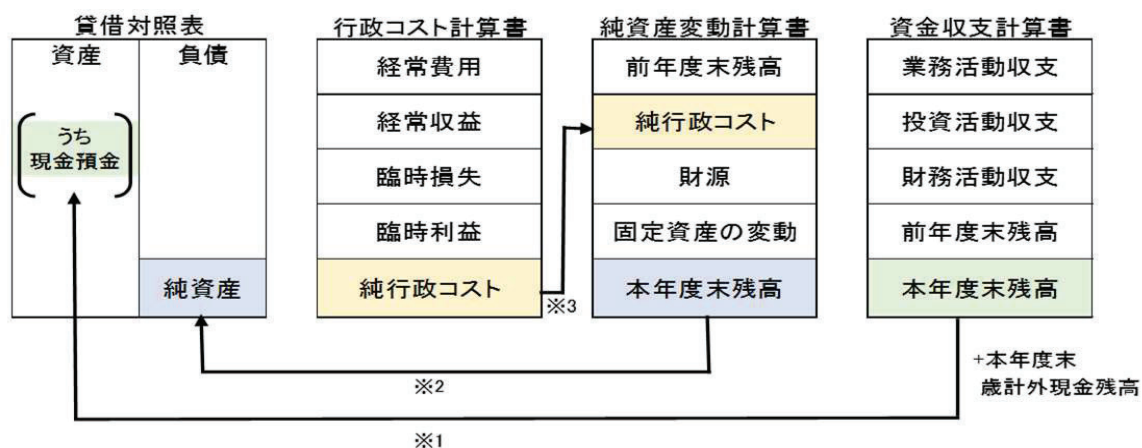 貸借対照表
資産
負債
うち
現金預金
純資産
行政コスト計算書
経常費用
経常収益
臨時損失
臨時利益
純行政コスト
※3
純資産変動計算書
前年度末残高
純行政コスト
財源
固定資産の変動
本年度末残高
資金収支計算書
業務活動収支
投資活動収支
財務活動収支
前年度末残高
本年度末残高
+本年度末
歳計外現金残高
※2
※1